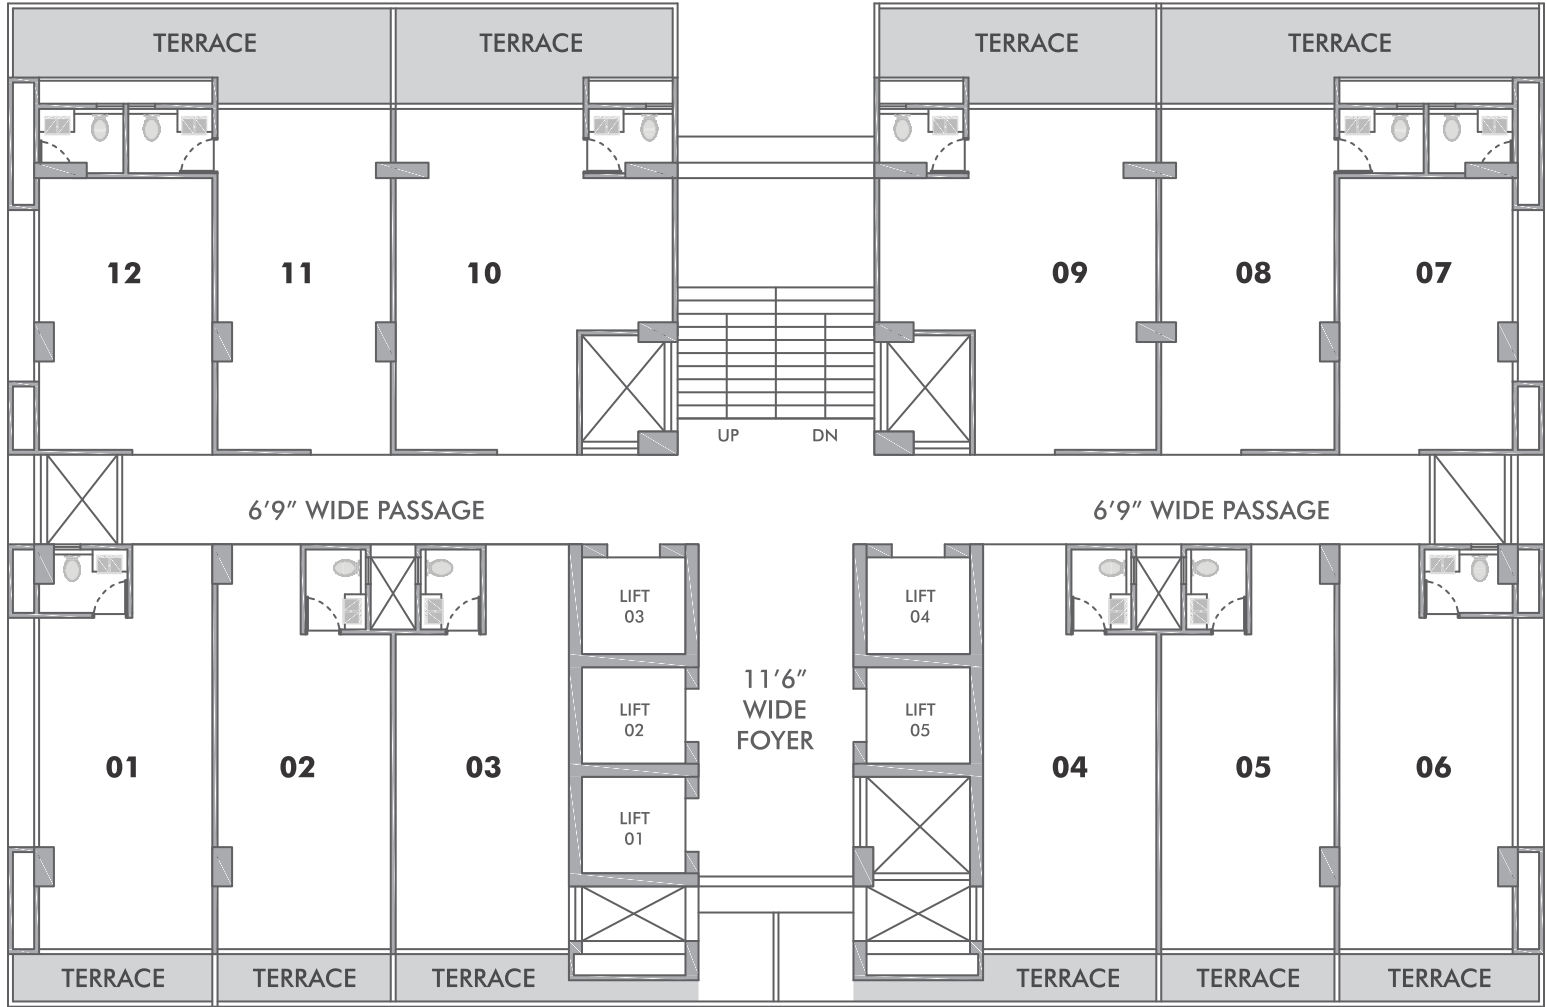 TERRACE
TERRACE
TERRACE
TERRACE
12
11
10
09
08
07
UP
DN
6’9” WIDE PASSAGE
6’9” WIDE PASSAGE
LIFT
03
LIFT
04
11’6”
WIDE
FOYER
LIFT
02
LIFT
05
01
02
03
04
05
06
LIFT
01
TERRACE
TERRACE
TERRACE
TERRACE
TERRACE
TERRACE